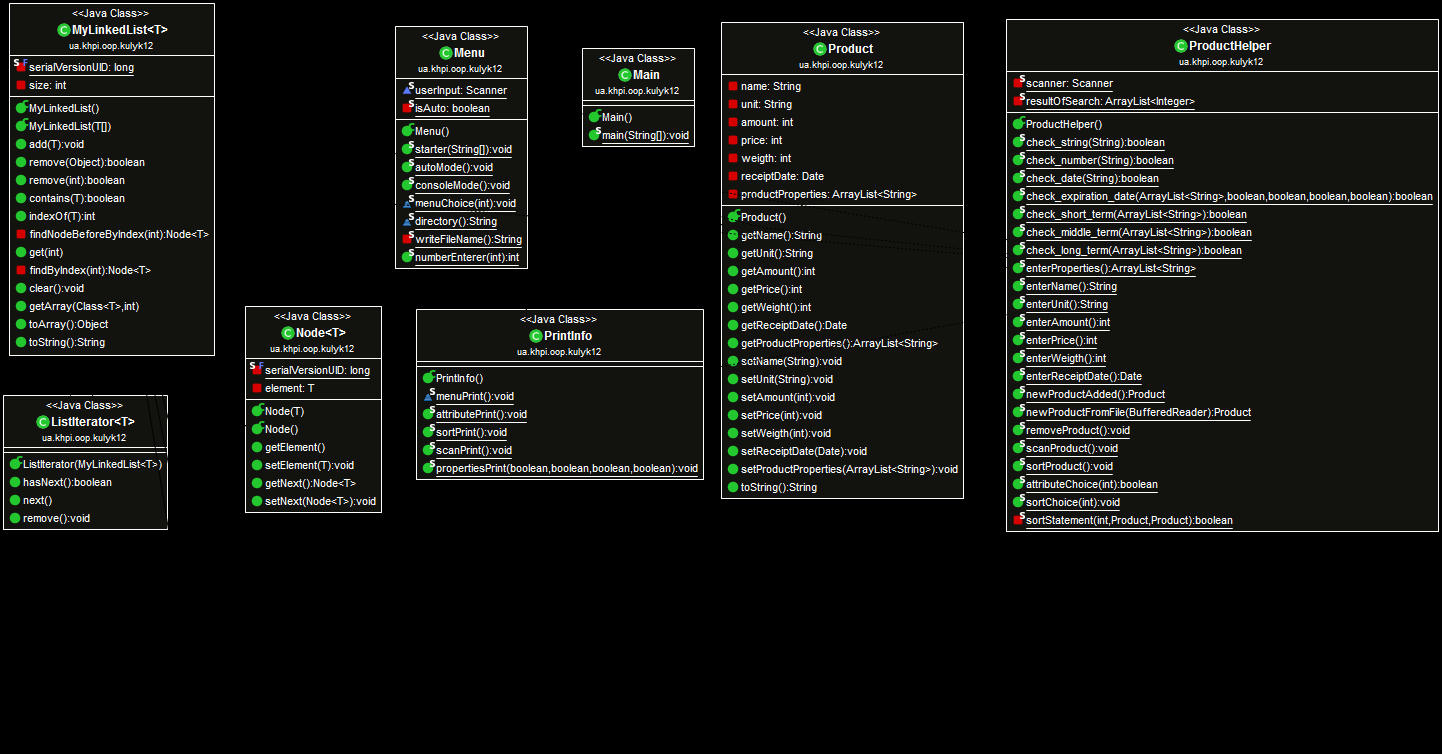 <<Java Class>>
MyLinkedList<T>
ua.khpi.oop.kulyk12
serialVersionUID: long
size: int
MyLinkedList()
MyLinkedList(T[])
add(T):void
remove(Object):boolean
remove(int):boolean
contains(T):boolean
indexOf(T):int
findNodeBeforeByIndex(int):Node<T>
get(int)
findByIndex(int):Node<T>
clear():void
getArray(Class<T>,int)
toArray():Object
toString():String
<<Java Class>>
ListIterator<T>
ua.khpi.oop.kulyk12
ListIterator(MyLinkedList<T>)
hasNext():boolean
next()
remove():void
<<Java Class>>
Node<T>
ua.khpi.oop.kulyk12
serialVersionUID: long
element: T
Node(T)
Node()
getElement()
setElement(T):void
getNext():Node<T>
setNext(Node<T>):void
<<Java Class>>
Menu
ua.khpi.oop.kulyk12
userInput: Scanner
isAuto: boolean
Menu()
starter(String[]):void
autoMode():void
consoleMode():void
menuChoice(int):void
directory():String
writeFileName():String
numberEnterer(int):int
<<Java Class>>
PrintInfo
ua.khpi.oop.kulyk12
PrintInfo()
menuPrint():void
attributePrint():void
sortPrint():void
scanPrint():void
propertiesPrint(boolean,boolean,boolean,boolean):void
<<Java Class>>
Main
ua.khpi.oop.kulyk12
Main()
main(String[]):void
<<Java Class>>
Product
ua.khpi.oop.kulyk12
name: String
unit: String
amount: int
price: int
weigth: int
receiptDate: Date
productProperties: ArrayList<String>
Product()
getName():String
getUnit():String
getAmount():int
getPrice():int
getWeight():int
getReceiptDate():Date
getProductProperties():ArrayList<String>
setName(String):void
setUnit(String):void
setAmount(int):void
setPrice(int):void
setWeigth(int):void
setReceiptDate(Date):void
setProductProperties(ArrayList<String>):void
toString():String
<<Java Class>>
ProductHelper
ua.khpi.oop.kulyk12
scanner: Scanner
resultOfSearch: ArrayList<Integer>
ProductHelper()
check_string(String):boolean
check_number(String):boolean
check_date(String):boolean
check_expiration_date(ArrayList<String>,boolean,boolean,boolean,boolean):boolean
check_short_term(ArrayList<String>):boolean
check_middle_term(ArrayList<String>):boolean
check_long_term(ArrayList<String>):boolean
enterProperties():ArrayList<String>
enterName():String
enterUnit():String
enterAmount():int
enterPrice():int
enterWeigth():int
enterReceiptDate():Date
newProductAdded():Product
newProductFromFile(BufferedReader):Product
removeProduct():void
scanProduct():void
sortProduct():void
attributeChoice(int):boolean
sortChoice(int):void
sortStatement(int,Product,Product):boolean